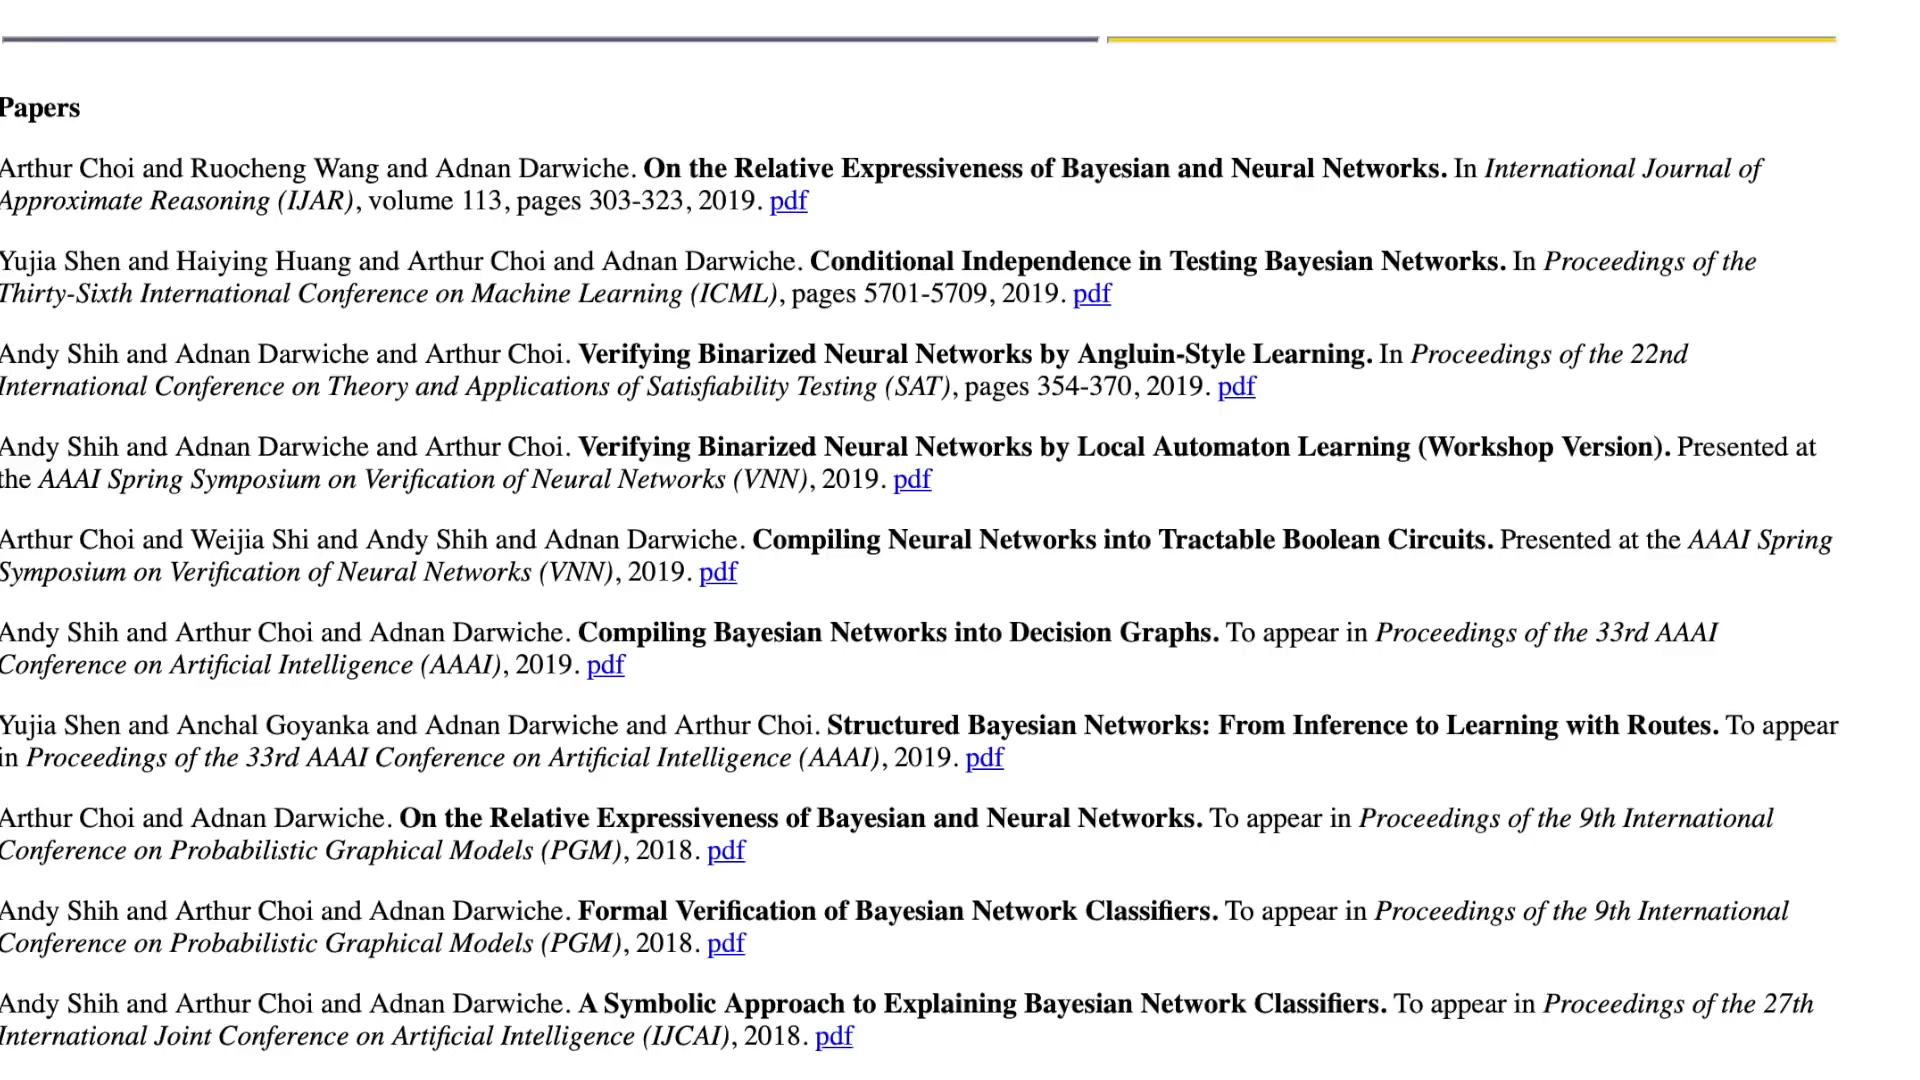 Papers
Arthur Choi and Ruocheng Wang and Adnan Darwiche. On the Relative Expressiveness of Bayesian and Neural Networks. In International Journal of
Approximate Reasoning (IJAR), volume 113, pages 303-323, 2019. pdf
Yujia Shen and Haiying Huang and Arthur Choi and Adnan Darwiche. Conditional Independence in Testing Bayesian Networks. In Proceedings of the
Thirty-Sixth International Conference on Machine Learning (ICML), pages 5701-5709, 2019. pdf
Andy Shih and Adnan Darwiche and Arthur Choi. Verifying Binarized Neural Networks by Angluin-Style Learning. In Proceedings of the 22nd
International Conference on Theory and Applications of Satisfiability Testing (SAT), pages 354-370, 2019. pdf
Andy Shih and Adnan Darwiche and Arthur Choi. Verifying Binarized Neural Networks by Local Automaton Learning (Workshop Version). Presented at
the AAAI Spring Symposium on Verification of Neural Networks (VNN), 2019. pdf
Arthur Choi and Weijia Shi and Andy Shih and Adnan Darwiche. Compiling Neural Networks into Tractable Boolean Circuits. Presented at the AAAI Spring
Symposium on Verification of Neural Networks (VNN), 2019. pdf
Andy Shih and Arthur Choi and Adnan Darwiche. Compiling Bayesian Networks into Decision Graphs. To appear in Proceedings of the 33rd AAAI
Conference on Artificial Intelligence (AAAI), 2019. pdf
Yujia Shen and Anchal Goyanka and Adnan Darwiche and Arthur Choi. Structured Bayesian Networks: From Inference to Learning with Routes. To appear
in Proceedings of the 33rd AAAI Conference on Artificial Intelligence (AAAI), 2019. pdf
Arthur Choi and Adnan Darwiche. On the Relative Expressiveness of Bayesian and Neural Networks. To appear in Proceedings of the 9th International
Conference on Probabilistic Graphical Models (PGM), 2018. pdf
Andy Shih and Arthur Choi and Adnan Darwiche. Formal Verification of Bayesian Network Classifiers. To appear in Proceedings of the 9th International
Conference on Probabilistic Graphical Models (PGM), 2018. pdf
Andy Shih and Arthur Choi and Adnan Darwiche. A Symbolic Approach to Explaining Bayesian Network Classifiers. To appear in Proceedings of the 27th
International Joint Conference on Artificial Intelligence (IJCAI), 2018. pdf